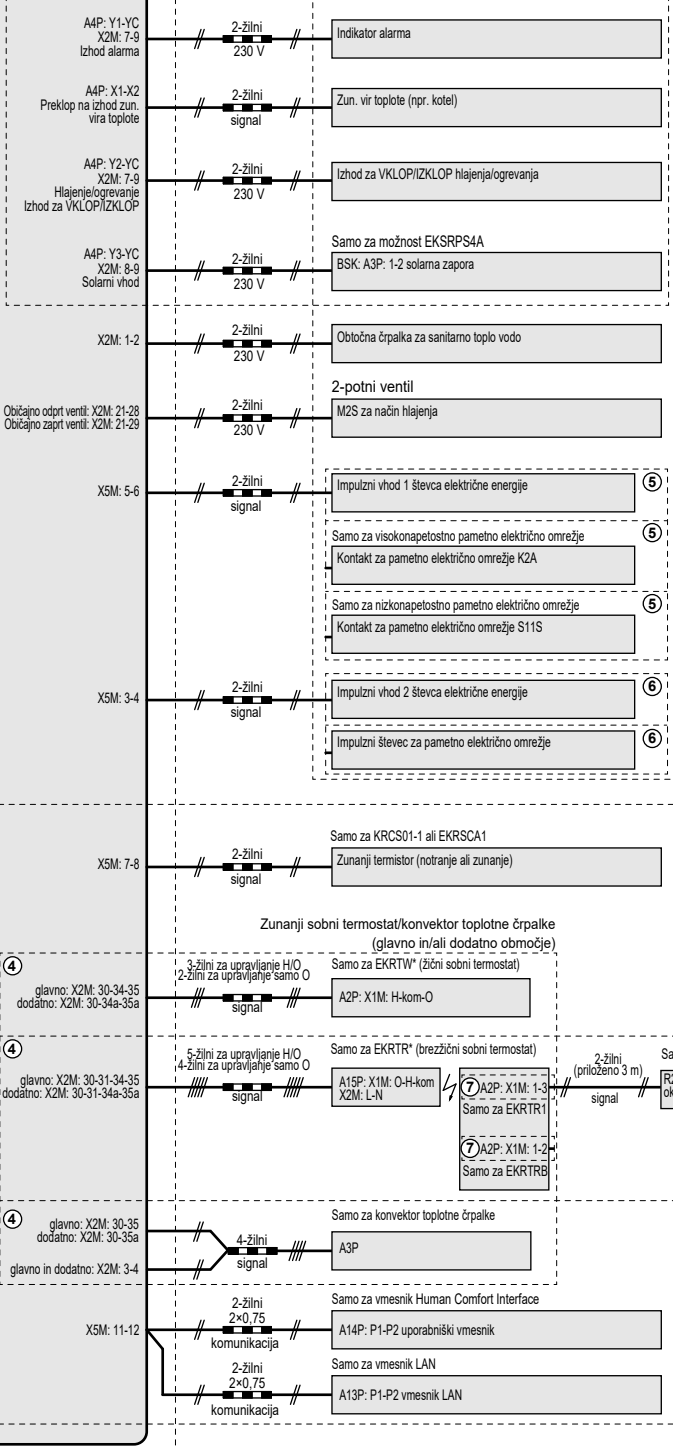 A4P: Y1-YC
X2M: 7-9
Izhod alarma
2-žilni
230 V
Indikator alarma
A4P: X1-X2
Preklop na izhod zun.
vira toplote
2-žilni
signal
Zun. vir toplote (npr. kotel)
A4P: Y2-YC
X2M: 7-9
Hlajenje/ogrevanje
Izhod za VKLOP/IZKLOP
2-žilni
230 V
Izhod za VKLOP/IZKLOP hlajenja/ogrevanja
A4P: Y3-YC
X2M: 8-9
Solarni vhod
2-žilni
230 V
Samo za možnost EKSRPS4A
BSK: A3P: 1-2 solarna zapora
X2M: 1-2
2-žilni
230 V
Obtočna črpalka za sanitarno toplo vodo
Običajno odprt ventil: X2M: 21-28
Običajno zaprt ventil: X2M: 21-29
2-žilni
230 V
2-potni ventil
M2S za način hlajenja
X5M: 5-6
2-žilni
signal
Impulzni vhod 1 števca električne energije
5
Samo za visokonapetostno pametno električno omrežje
5
Kontakt za pametno električno omrežje K2A
Samo za nizkonapetostno pametno električno omrežje
5
Kontakt za pametno električno omrežje S11S
X5M: 3-4
2-žilni
signal
Impulzni vhod 2 števca električne energije
6
Impulzni števec za pametno električno omrežje
6
X5M: 7-8
2-žilni
signal
Samo za KRCS01-1 ali EKRSCA1
Zunanji termistor (notranje ali zunanje)
Zunanji sobni termostat/konvektor toplotne črpalke
(glavno in/ali dodatno območje)
4
glavno: X2M: 30-34-35
dodatno: X2M: 30-34a-35a
3-žilni za upravljanje H/O
2-žilni za upravljanje samo O
signal
Samo za EKRTW* (žični sobni termostat)
A2P: X1M: H-kom-O
4
glavno: X2M: 30-31-34-35
dodatno: X2M: 30-31-34a-35a
5-žilni za upravljanje H/O
4-žilni za upravljanje samo O
signal
Samo za EKRTR* (brezžični sobni termostat)
A15P: X1M: O-H-kom
X2M: L-N
7 A2P: X1M: 1-3
Samo za EKRTR1
7 A2P: X1M: 1-2
Samo za EKRTRB
2-žilni
(priloženo 3 m)
signal
Sa
R2
ok
4
glavno: X2M: 30-35
dodatno: X2M: 30-35a
glavno in dodatno: X2M: 3-4
4-žilni
signal
Samo za konvektor toplotne črpalke
A3P
X5M: 11-12
2-žilni
2×0,75
komunikacija
Samo za vmesnik Human Comfort Interface
A14P: P1-P2 uporabniški vmesnik
2-žilni
2×0,75
komunikacija
Samo za vmesnik LAN
A13P: P1-P2 vmesnik LAN